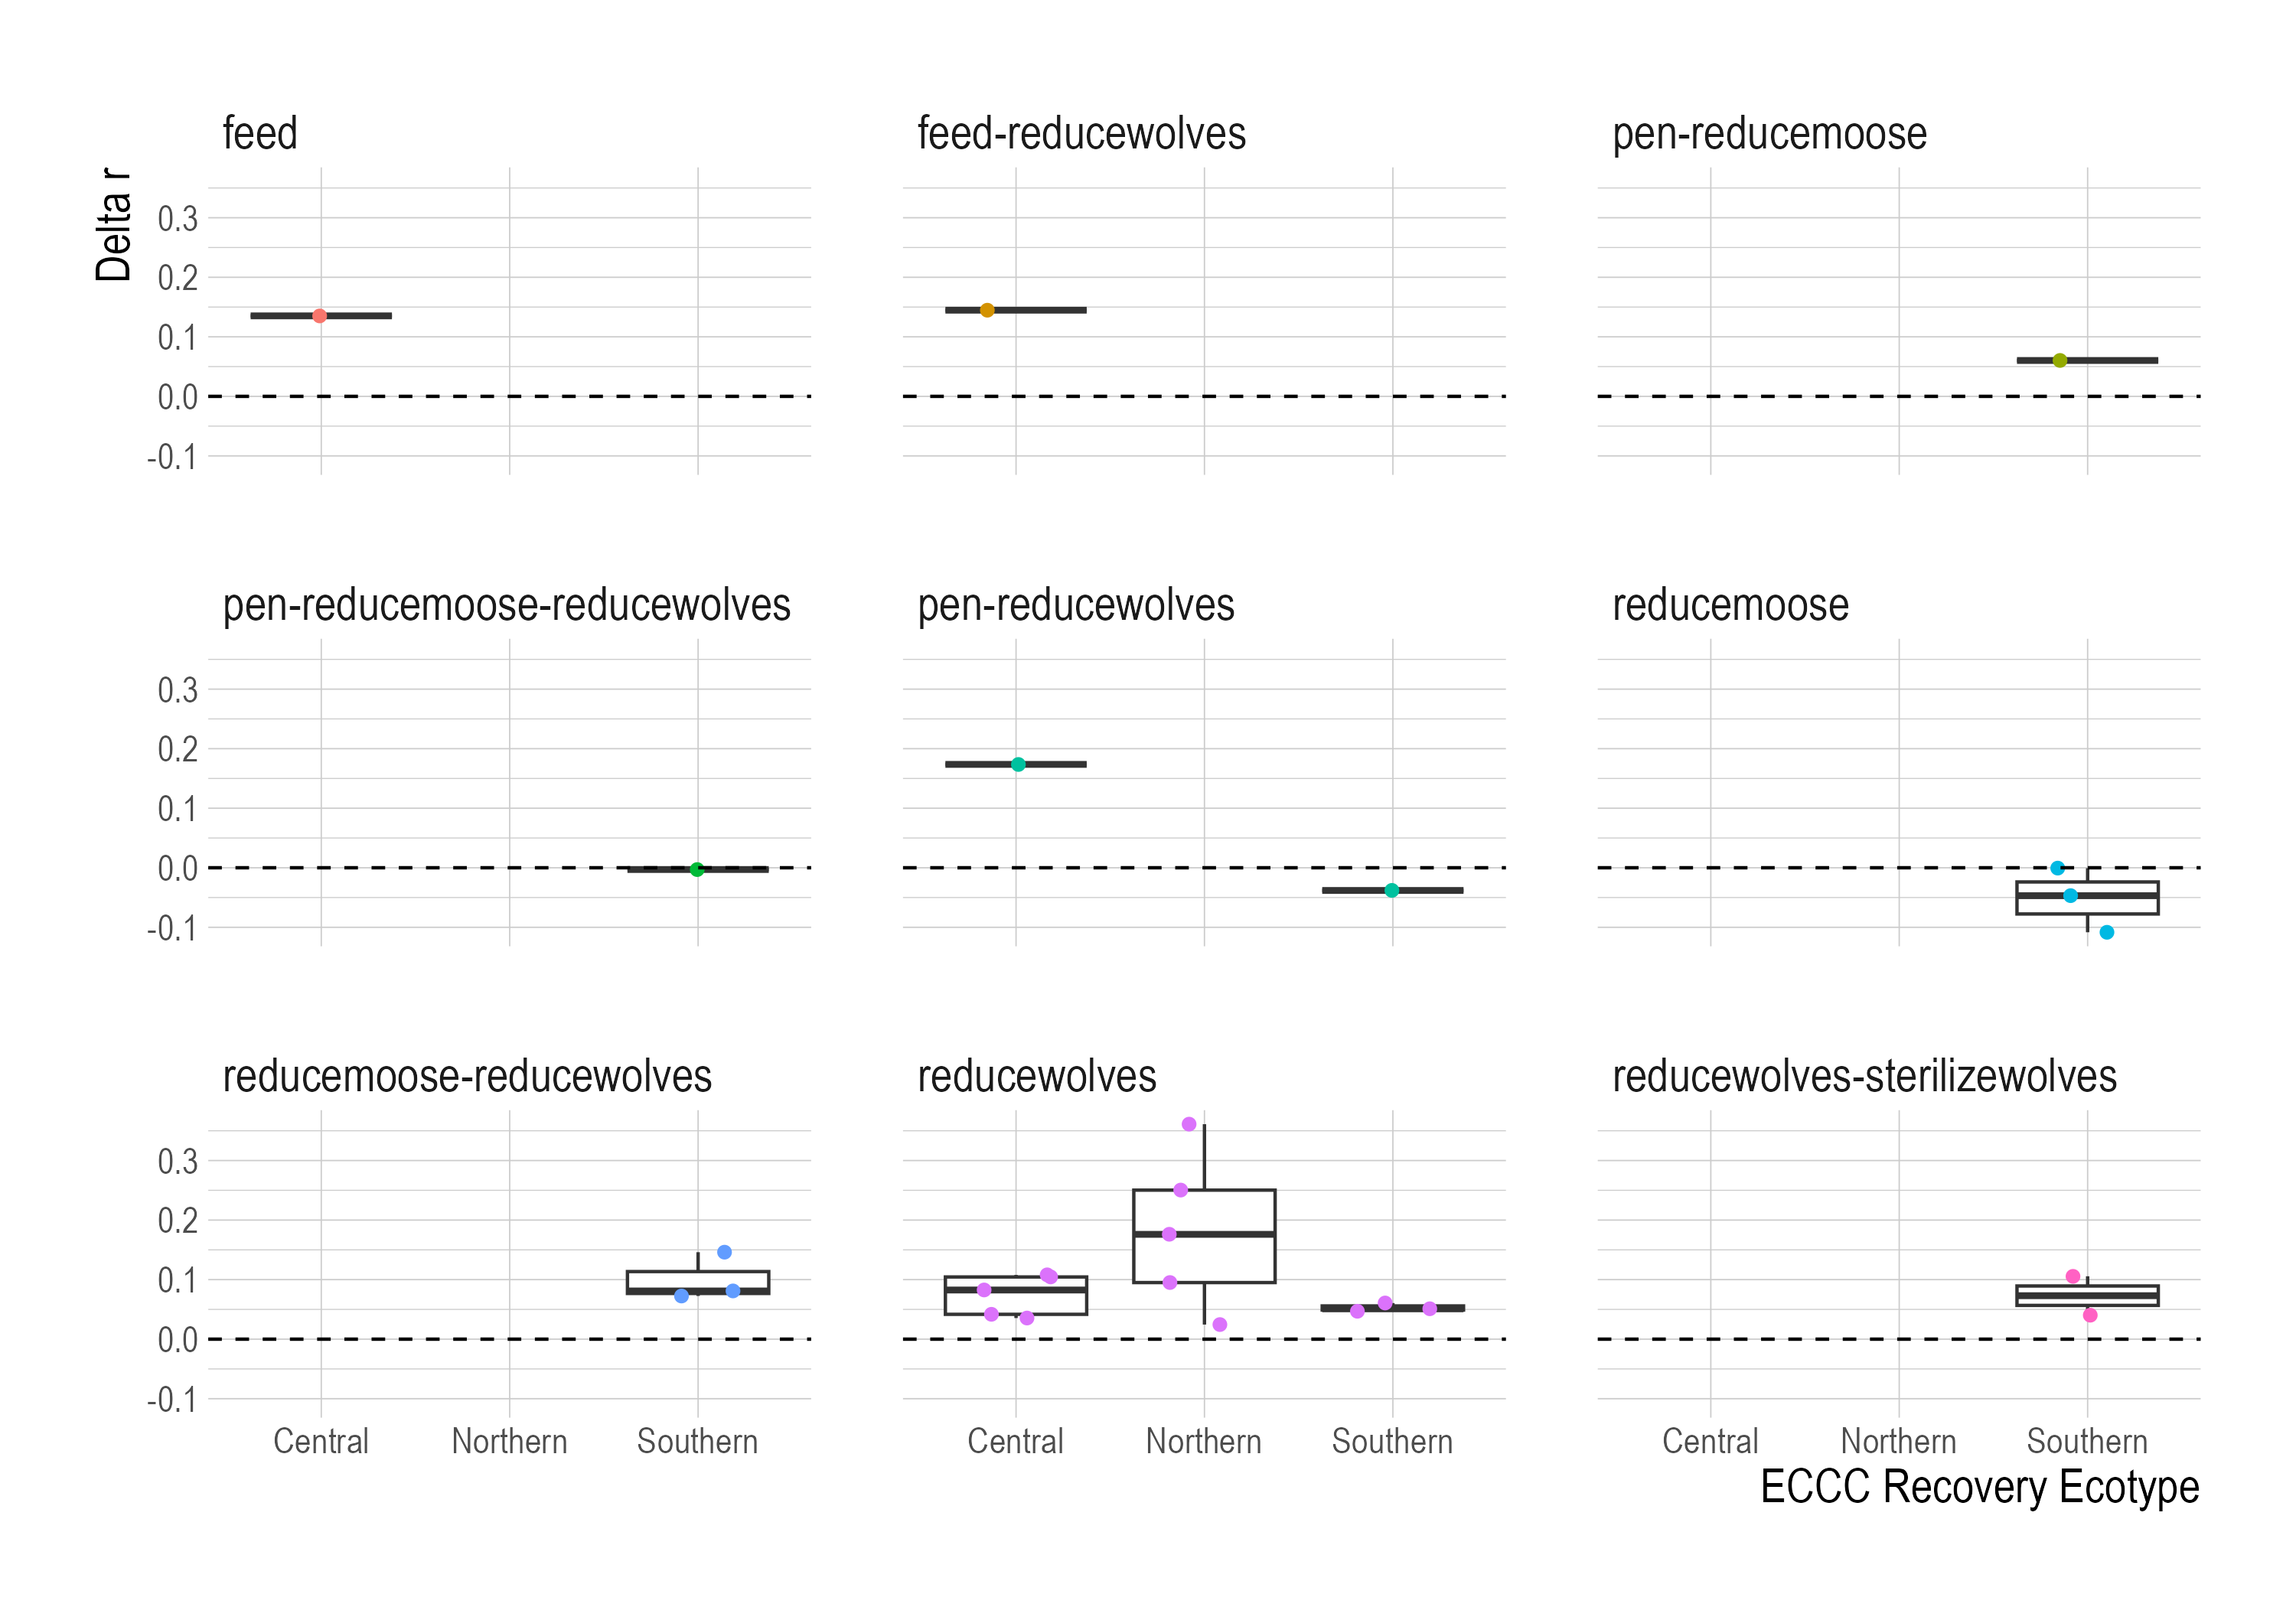 feed
feed-reducewolves
pen-reducemoose
Delta r
0.3
0.2
0.1
0.0
-0.1
pen-reducemoose-reducewolves
pen-reducewolves
reducemoose
0.3
0.2
0.1
0.0
-0.1
reducemoose-reducewolves
reducewolves
reducewolves-sterilizewolves
0.3
0.2
0.1
0.0
-0.1
Central Northern Southern
Central Northern Southern
Central Northern Southern
ECCC Recovery Ecotype